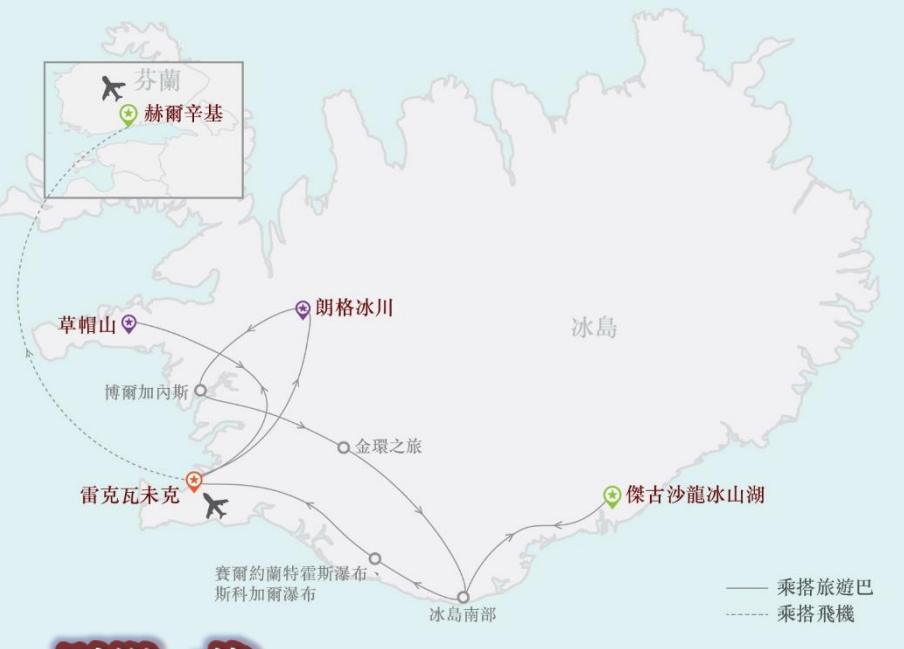 芬蘭
赫爾辛基
朗格冰川
草帽山
冰島
博爾加內斯
金環之旅
雷克瓦未克
傑古沙龍冰山湖
賽爾約蘭特霍斯瀑布、
斯科加爾瀑布
冰島南部
乘搭旅遊巴
乘搭飛機